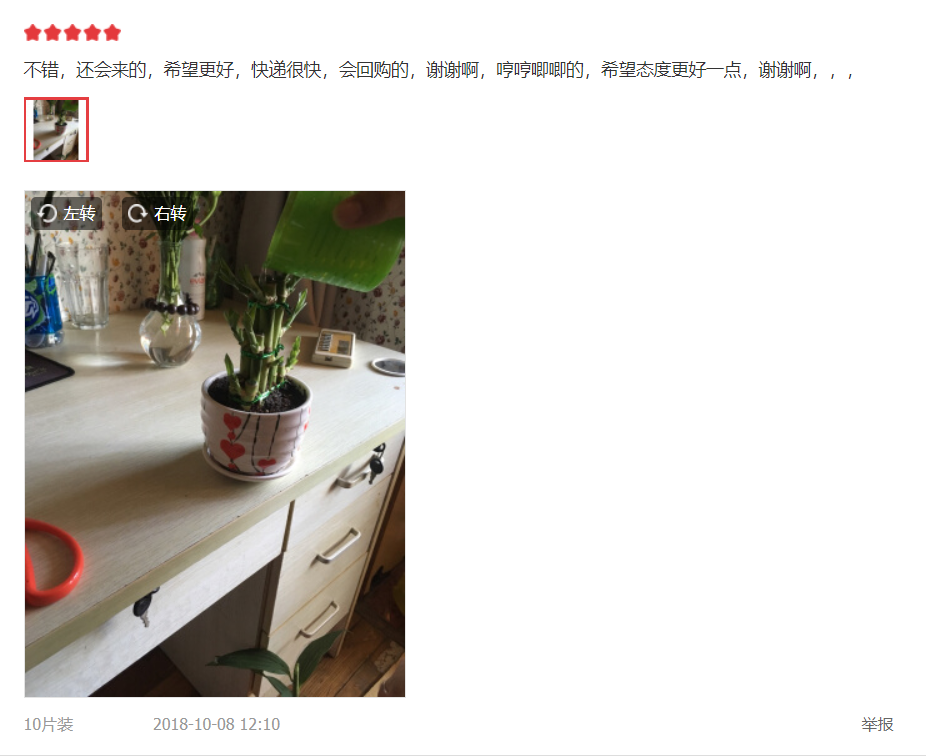 不错，还会来的，希望更好，快递很快，会回购的，谢谢啊，哼哼唧唧的，希望态度更好一点，谢谢啊，，，
左转 右转
10片装 2018-10-08 12:10 举报